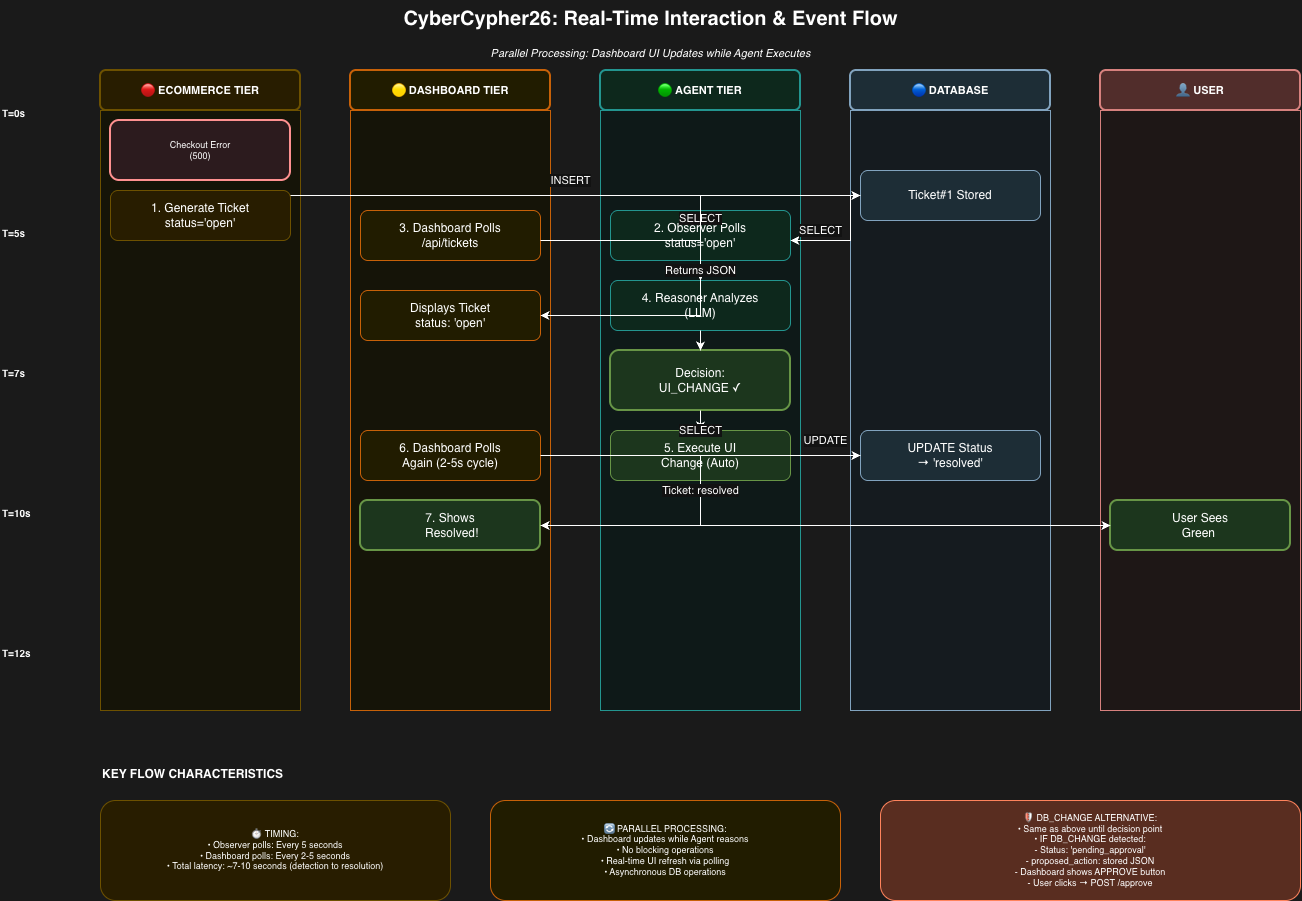 CyberCypher26: Real-Time Interaction & Event Flow
Parallel Processing: Dashboard UI Updates while Agent Executes
🔴 ECOMMERCE TIER
🟡 DASHBOARD TIER
🟢 AGENT TIER
🔵 DATABASE
👤 USER
T=0s
Checkout Error
(500)
INSERT
1. Generate Ticket
status='open'
Ticket#1 Stored
T=5s
3. Dashboard Polls
/api/tickets
SELECT
2. Observer Polls
status='open'
SELECT
Returns JSON
Displays Ticket
status: 'open'
4. Reasoner Analyzes
(LLM)
T=7s
Decision:
UI_CHANGE ✓
SELECT
6. Dashboard Polls
Again (2-5s cycle)
5. Execute UI
Change (Auto)
UPDATE
UPDATE Status
→ 'resolved'
Ticket: resolved
T=10s
7. Shows
Resolved!
User Sees
Green
T=12s
KEY FLOW CHARACTERISTICS
⏱️ TIMING:
• Observer polls: Every 5 seconds
• Dashboard polls: Every 2-5 seconds
• Total latency: ~7-10 seconds (detection to resolution)
🔄 PARALLEL PROCESSING:
• Dashboard updates while Agent reasons
• No blocking operations
• Real-time UI refresh via polling
• Asynchronous DB operations
🛡️ DB_CHANGE ALTERNATIVE:
• Same as above until decision point
• IF DB_CHANGE detected:
- Status: 'pending_approval'
- proposed_action: stored JSON
- Dashboard shows APPROVE button
- User clicks → POST /approve